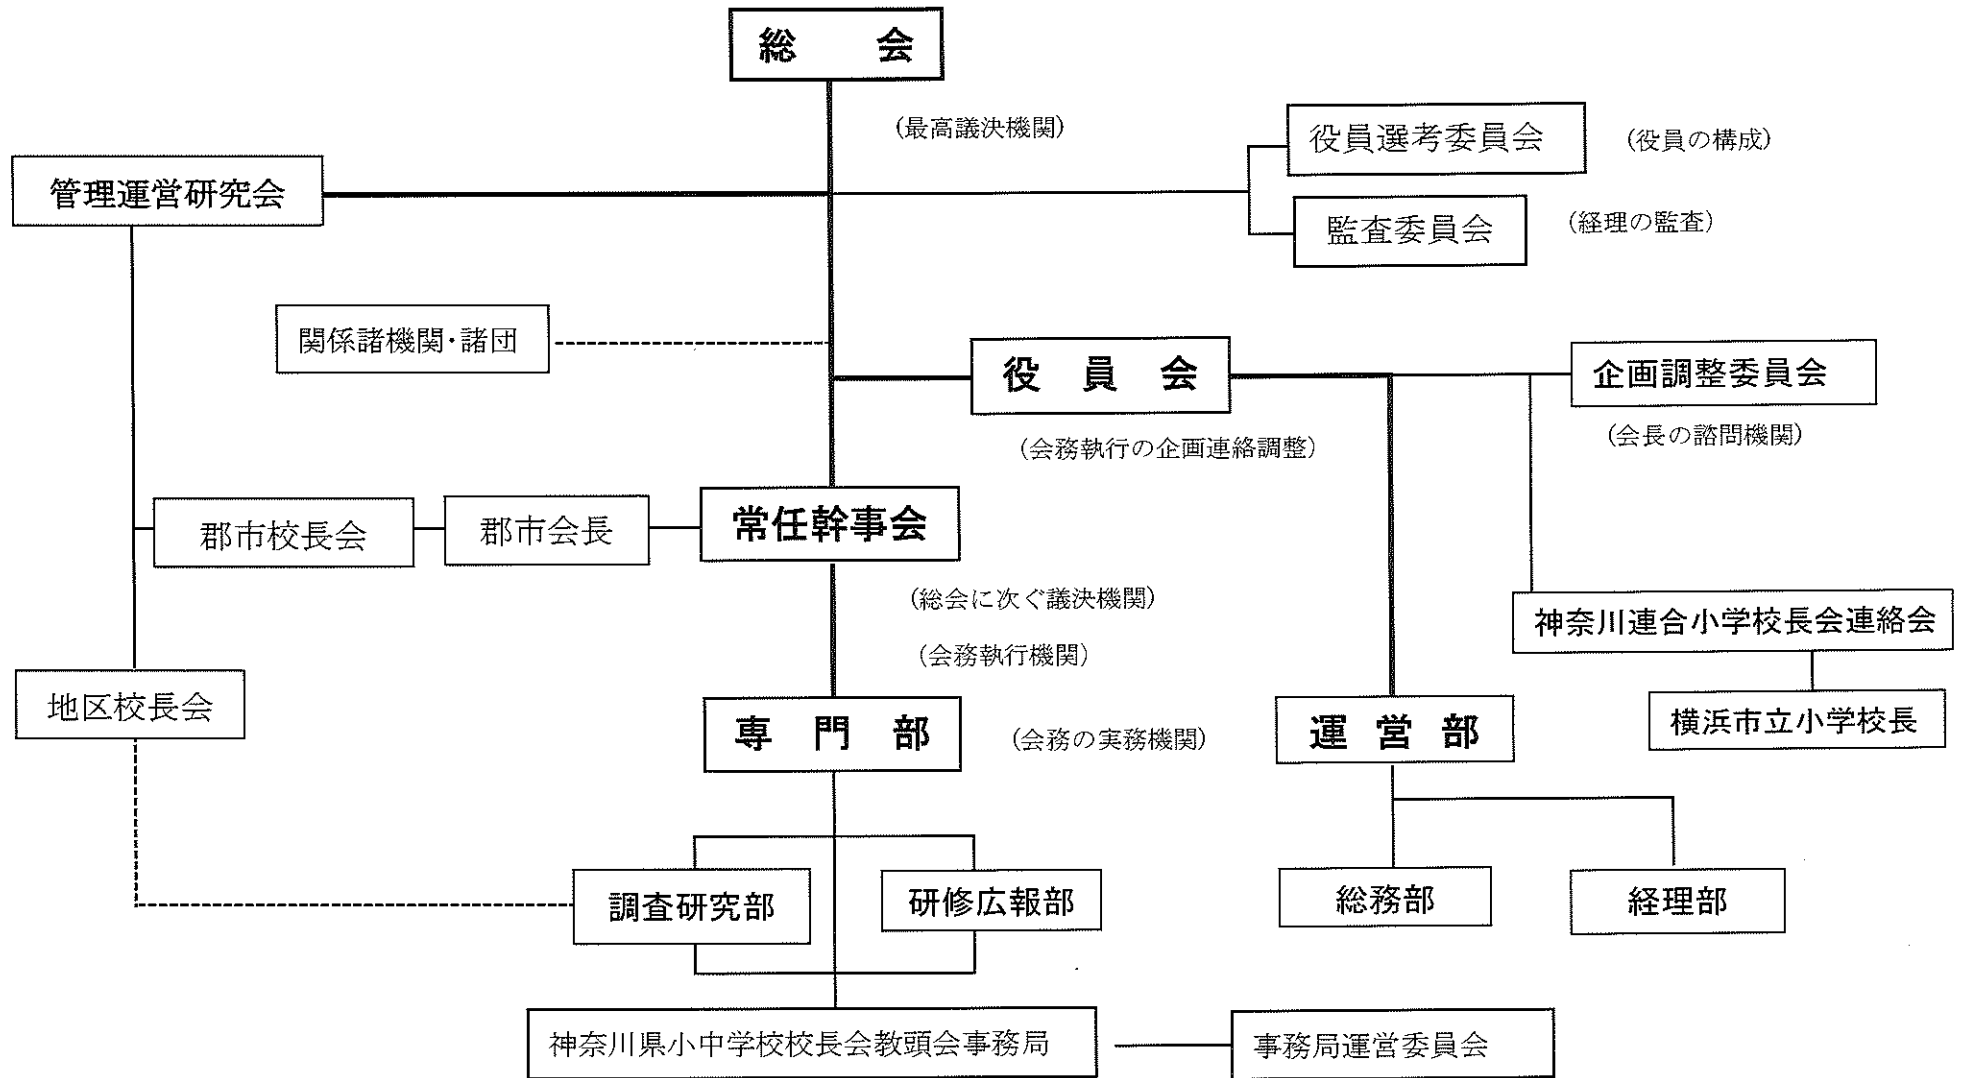 総　会
(最高議決機関)
役員選考委員会
(役員の構成)
管理運営研究会
監査委員会
(経理の監査)
関係諸機関・諸団
役　員　会
企画調整委員会
(会務執行の企画連絡調整)
(会長の諮問機関)
郡市校長会
郡市会長
常任幹事会
(総会に次ぐ議決機関)
(会務執行機関)
神奈川連合小学校長会連絡会
地区校長会
専　門　部
(会務の実務機関)
運　営　部
横浜市立小学校長
調査研究部
研修広報部
総務部
経理部
神奈川県小中学校校長会教頭会事務局
事務局運営委員会